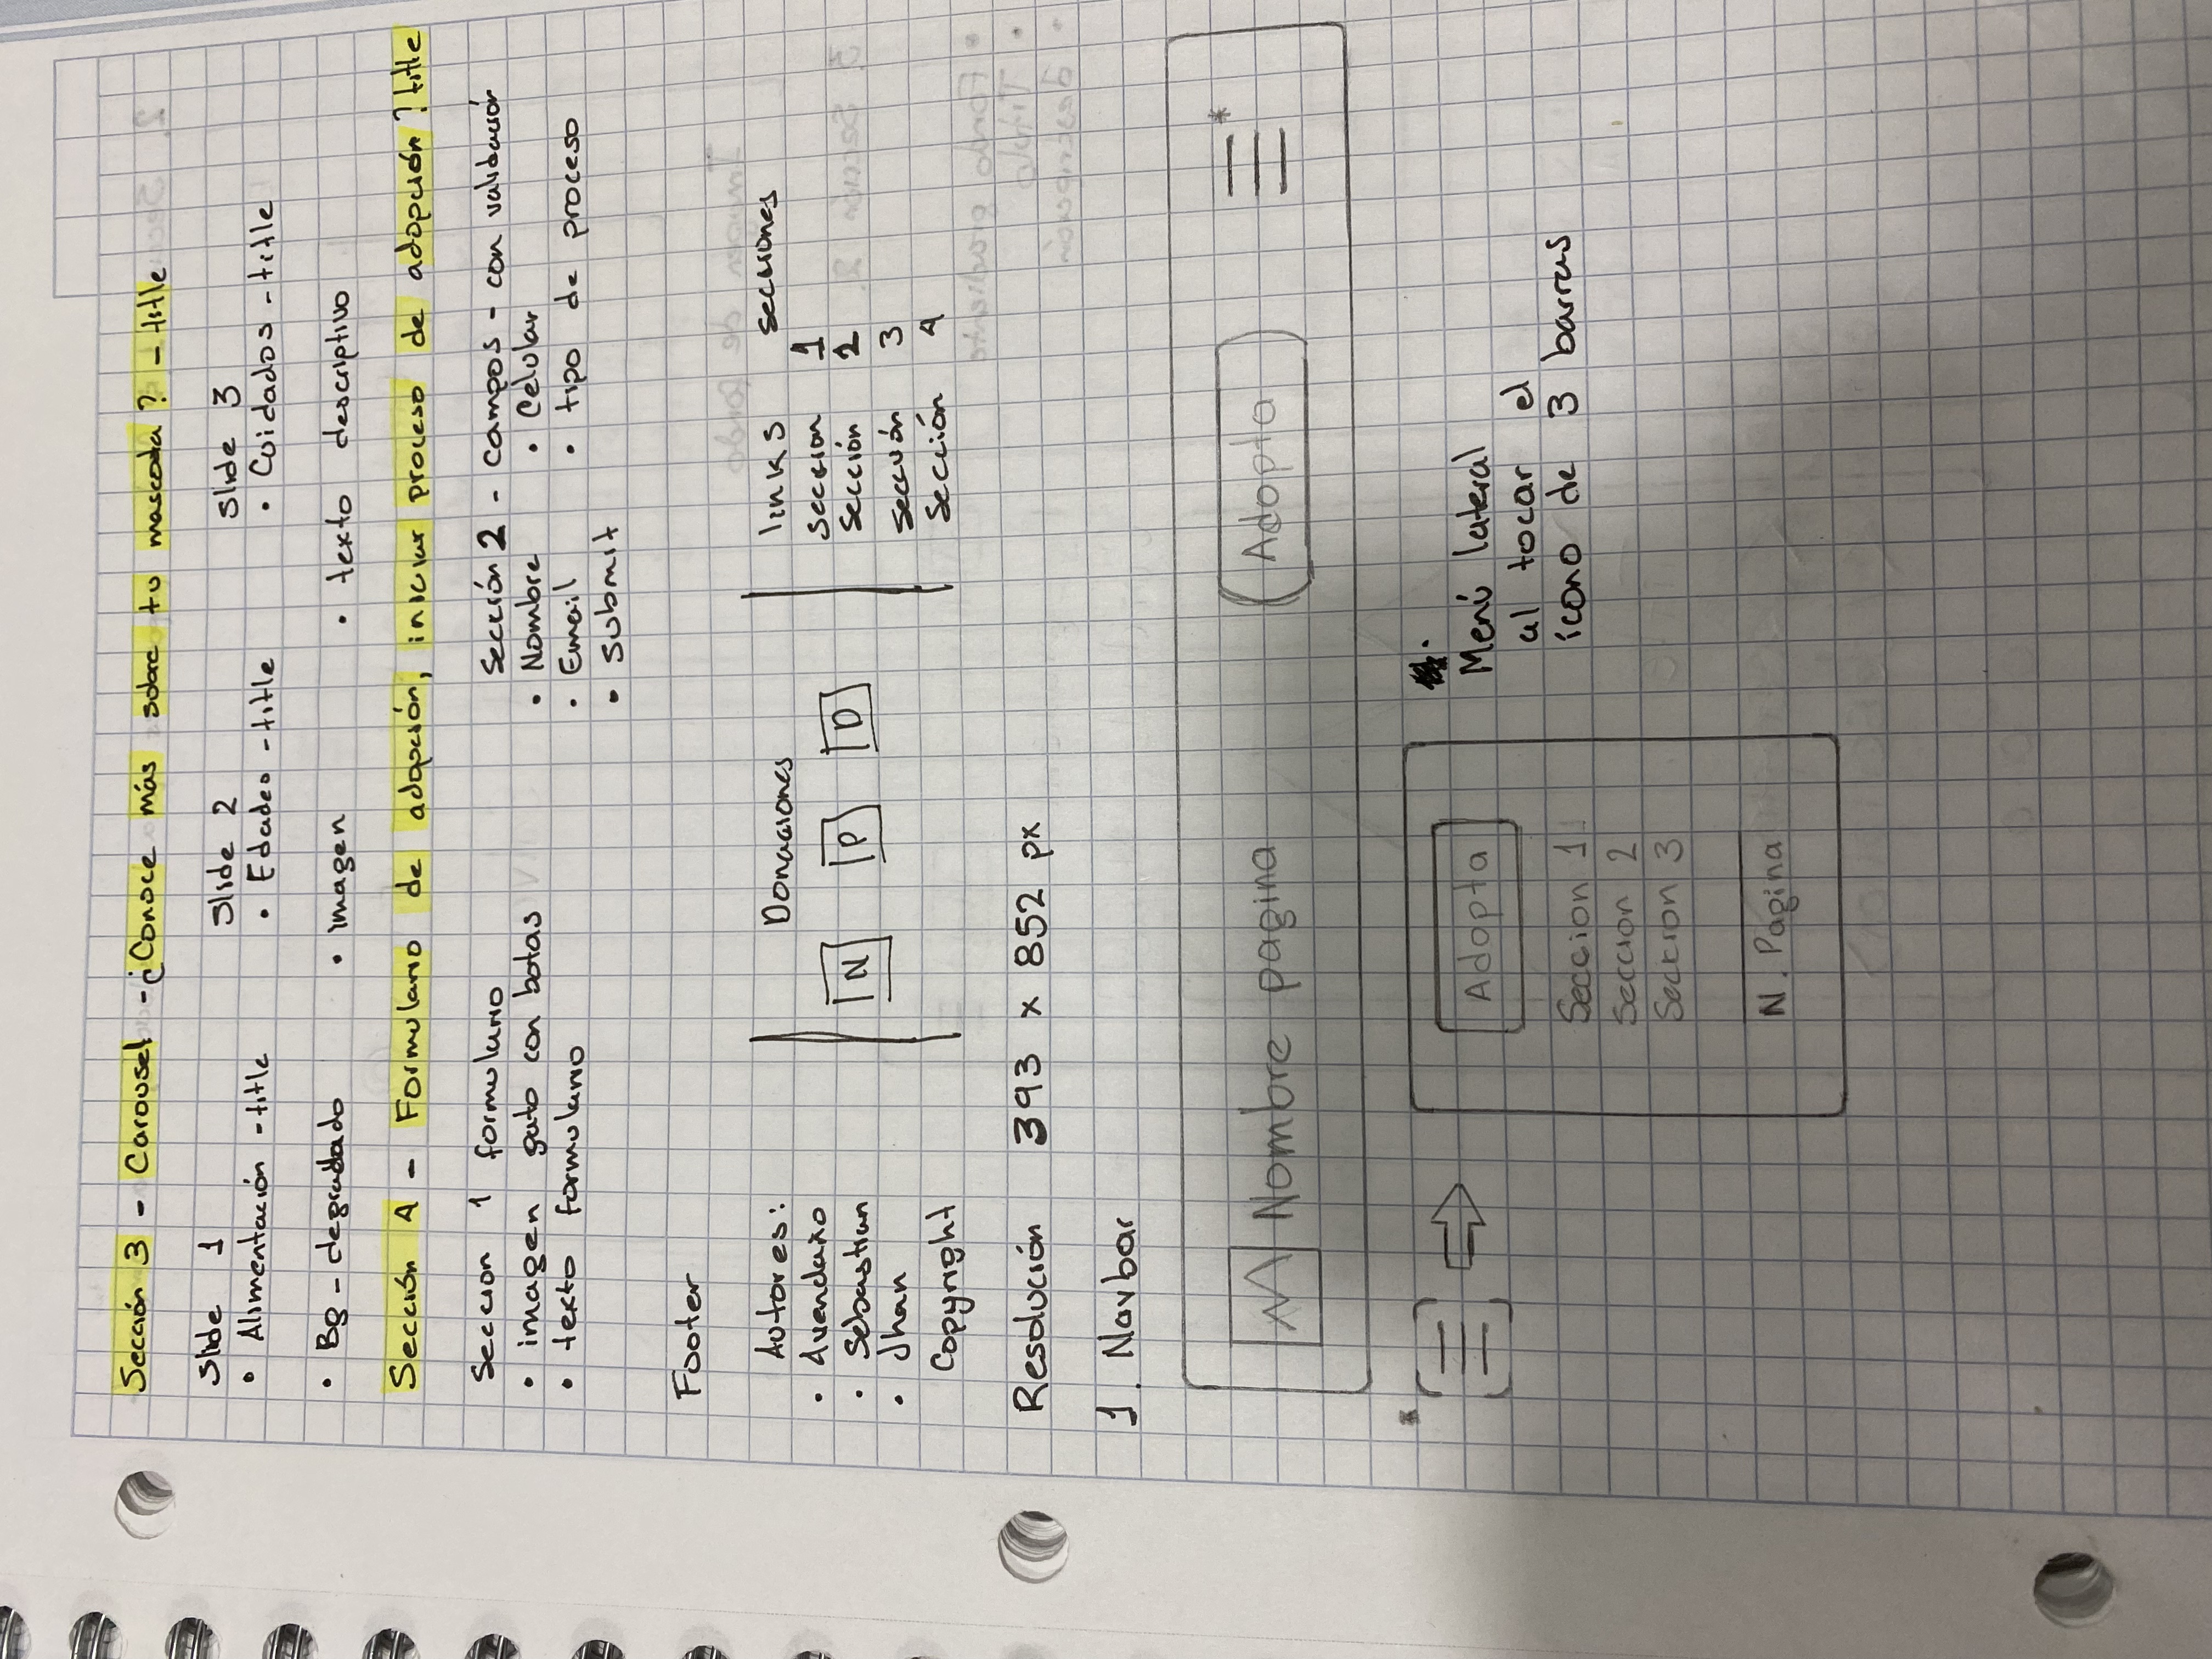 Sección 3 - Carousel - ¿Conoce más sobre tu mascota? - title
Slide 1
• Alimentación - title
Slide 2
• Edades - title
Slide 3
• Cuidados - title
• Bg - degradado • imagen • texto descriptivo
Sección 4 - Formulario de adopción, iniciar proceso de adopción? title
Seccion 1 formulario
• imagen gato con botas
• texto formulario
Sección 2 - campos - con validación
• Nombre • Celular
• Email • tipo de proceso
• Submit
Footer
Autores:
• Avendaño
• Sebastian
• Jhan
Copyright
Donaciones
N P D
links secciones
seccion 1
Sección 2
sección 3
Sección 4
Resolución 393 x 852 px
1. Navbar
Nombre pagina Adopta *
*
Adopta
Seccion 1
Seccion 2
Seccion 3
N. Pagina
Menú lateral
al tocar el
ícono de 3 barras